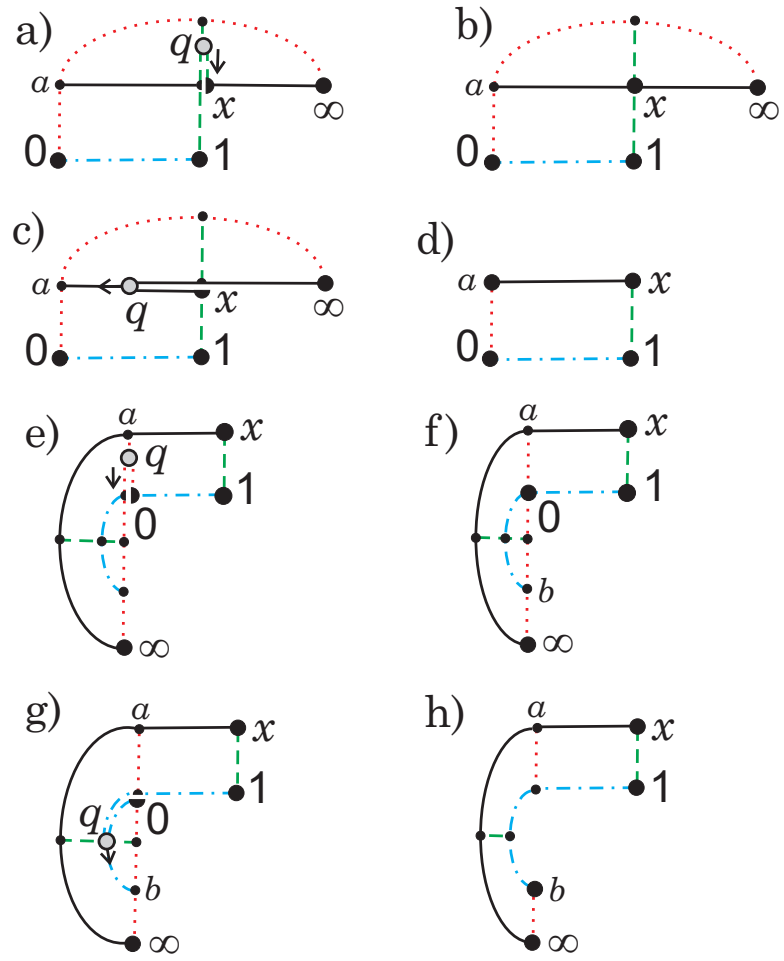 a)
q
a
x
∞
0
1
b)
a
x
∞
0
1
c)
a
q
x
∞
0
1
d)
a
x
0
1
e)
a
x
q
0
1
∞
f)
a
x
0
1
b
∞
g)
a
x
0
1
q
b
∞
h)
a
x
1
b
∞